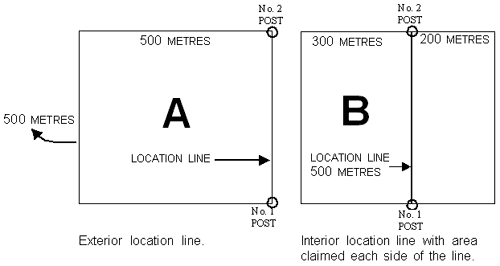 No. 2
POST
500 METRES
500 METRES
A
LOCATION LINE
No. 1
POST
Exterior location line.
No. 2
POST
300 METRES
200 METRES
B
LOCATION LINE
500 METRES
No. 1
POST
Interior location line with area
claimed each side of the line.